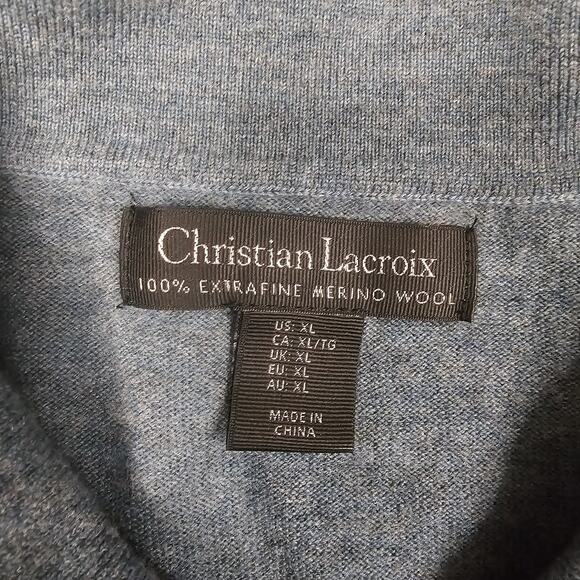 Christian Lacroix
100% EXTRAFINE MERINO WOOL
US: XL
CA: XL/TG
UK: XL
EU: XL
AU: XL
MADE IN
CHINA